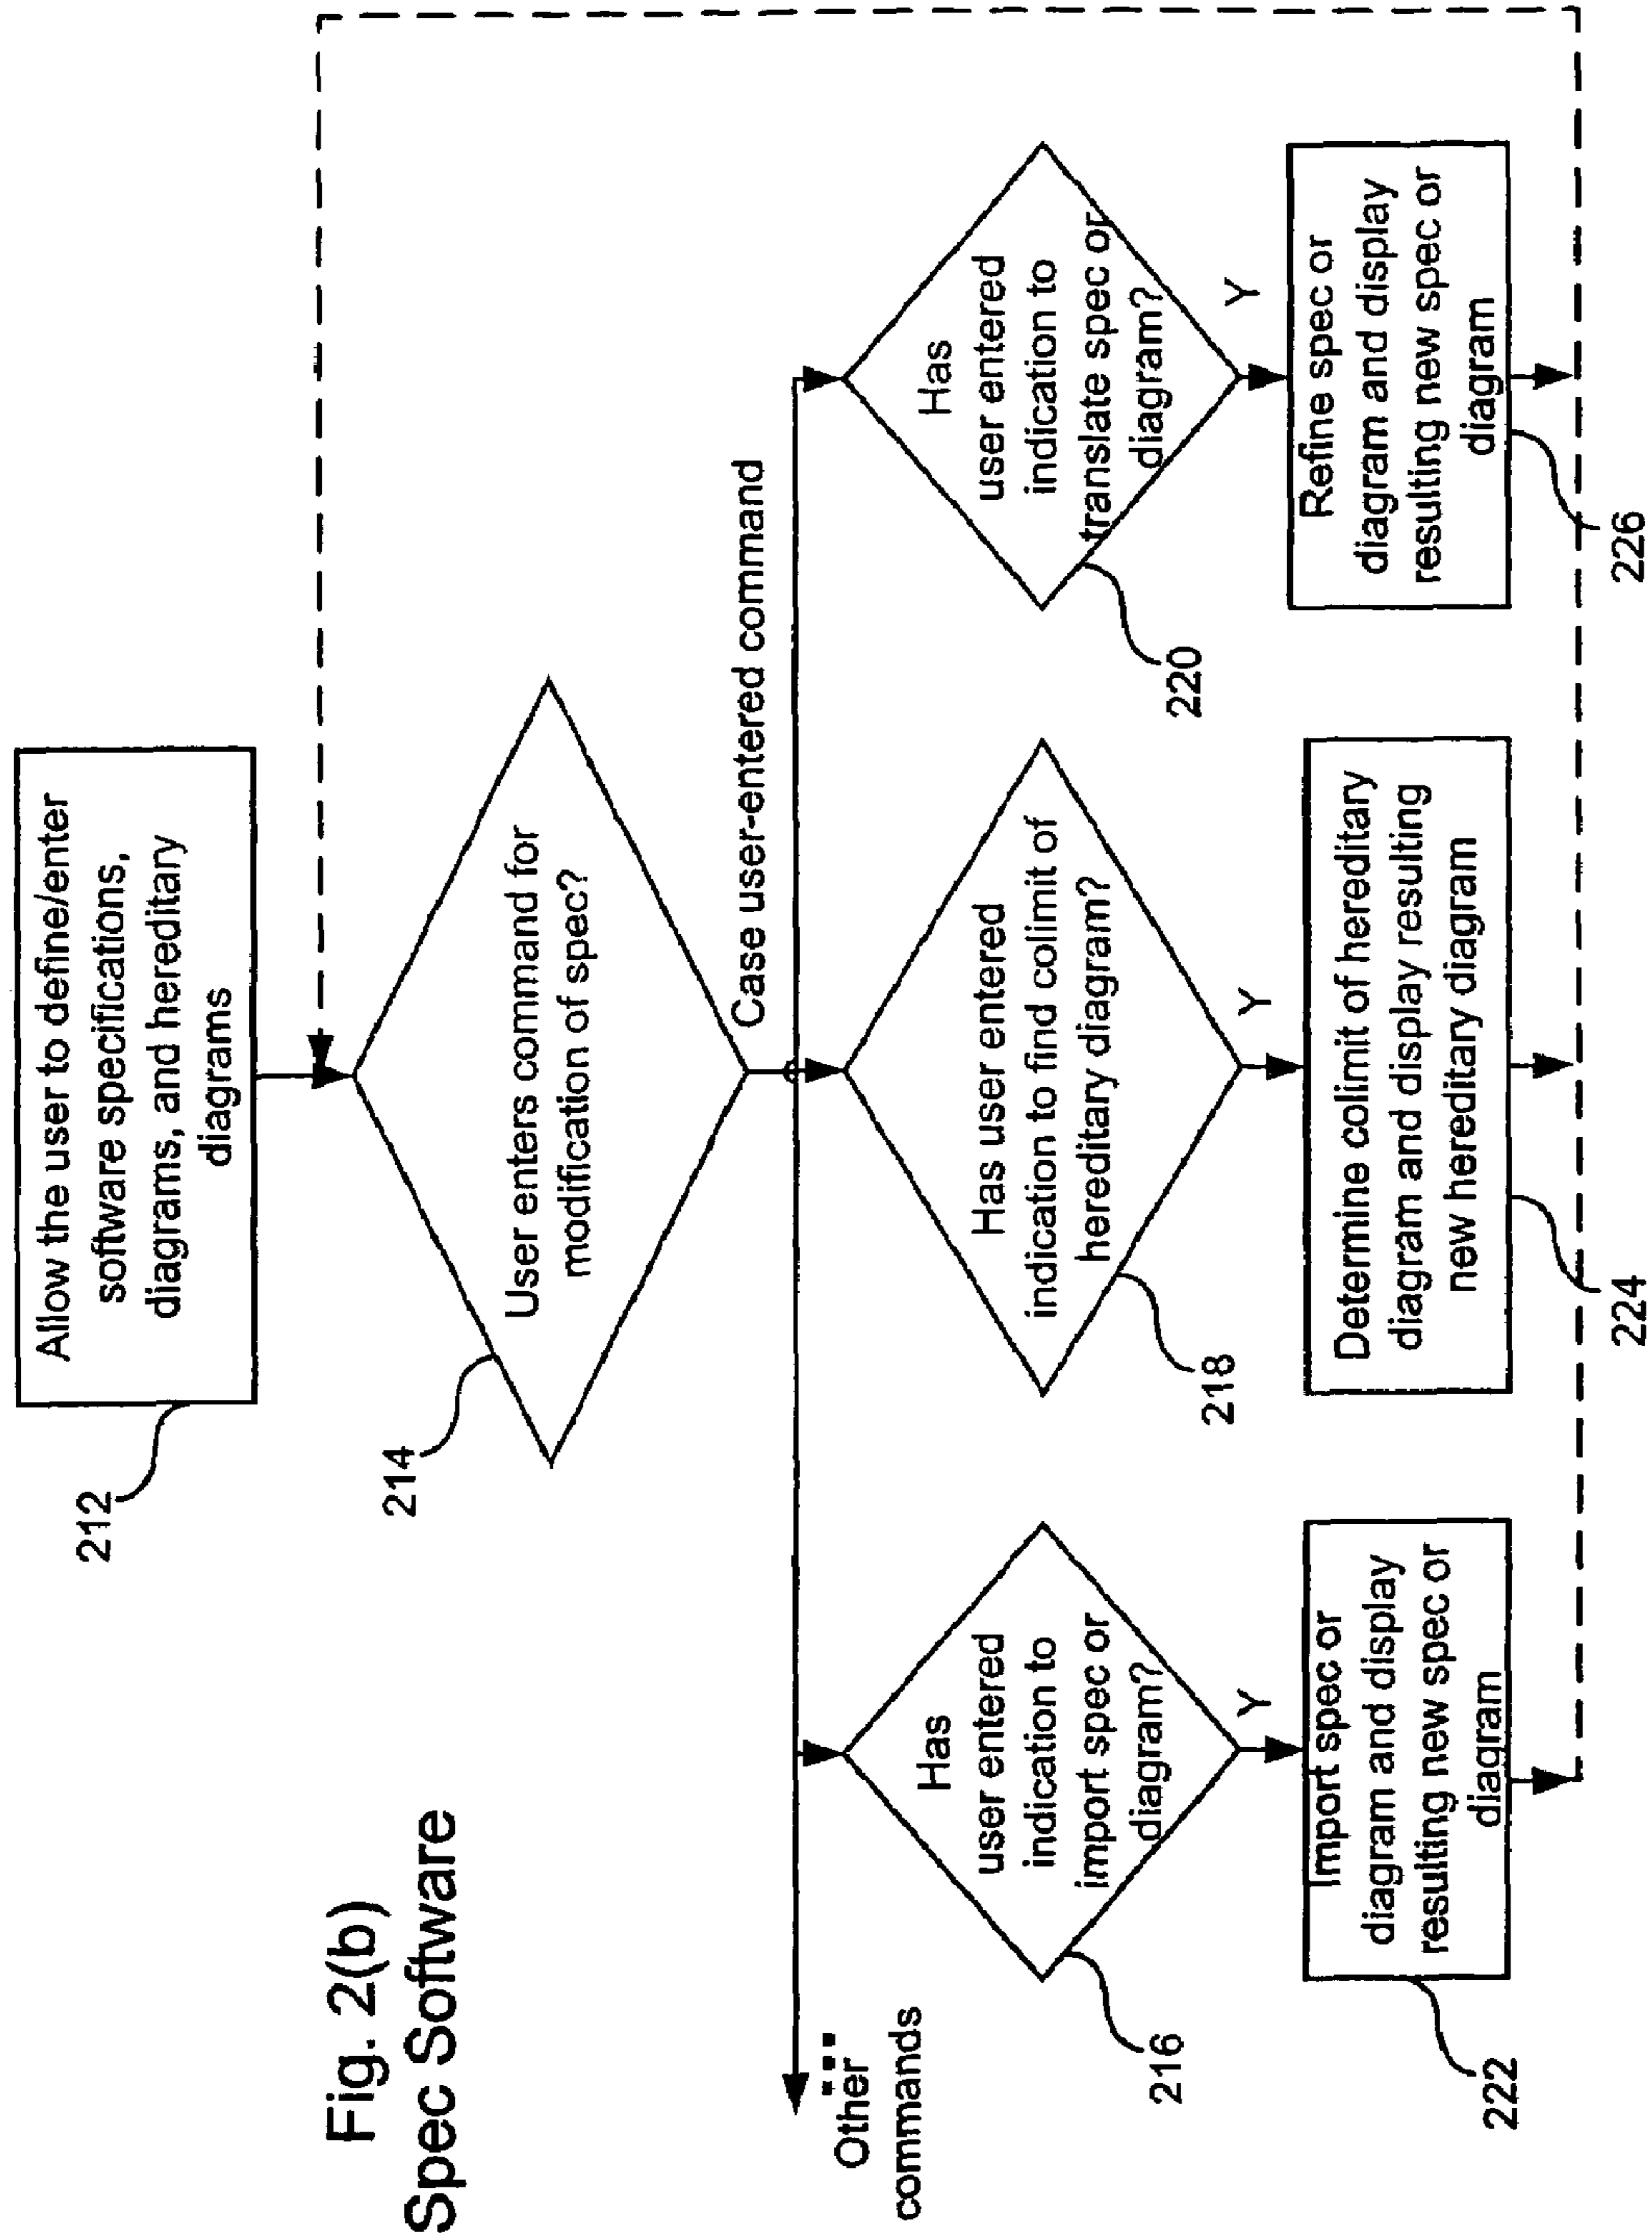 Fig. 2(b)
Spec Software
212
Allow the user to define/enter
software specifications,
diagrams, and hereditary
diagrams
214
User enters command for
modification of spec?
Case user-entered command
Other
commands
216
Has
user entered
indication to
import spec or
diagram?
Y
222
Import spec or
diagram and display
resulting new spec or
diagram
218
Has user entered
indication to find colimit of
hereditary diagram?
Y
224
Determine colimit of hereditary
diagram and display resulting
new hereditary diagram
220
Has
user entered
indication to
translate spec or
diagram?
Y
226
Refine spec or
diagram and display
resulting new spec or
diagram